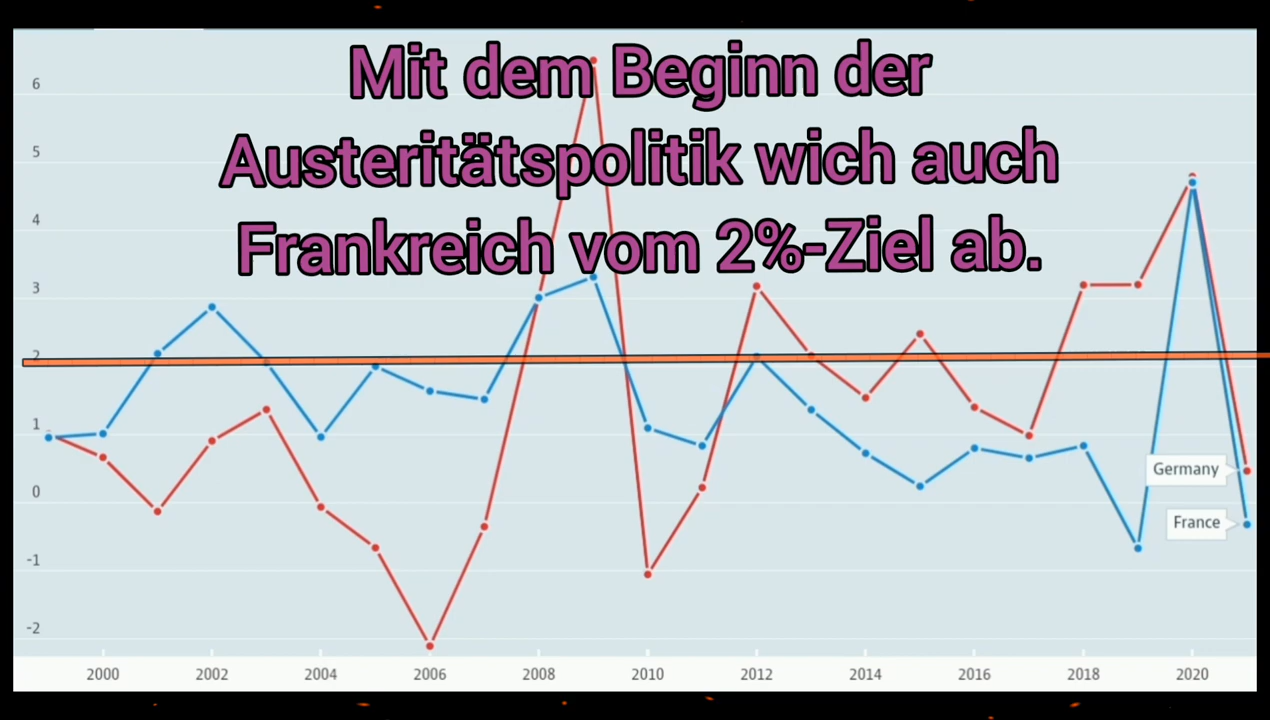 Mit dem Beginn der
Austeritätspolitik wich auch
Frankreich vom 2%-Ziel ab.
6
5
4
3
2
1
0
-1
-2
Germany
France
2000 2002 2004 2006 2008 2010 2012 2014 2016 2018 2020